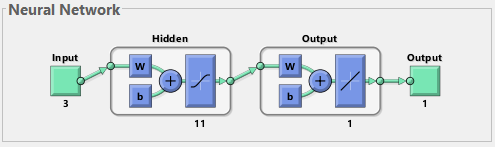 Neural Network
Hidden
Output
Input
W
b
+
W
b
+
Output
3
11
1
1